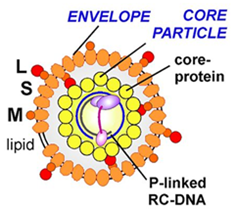 ENVELOPE
CORE
PARTICLE
core-
protein
L
S
M
lipid
P-linked
RC-DNA